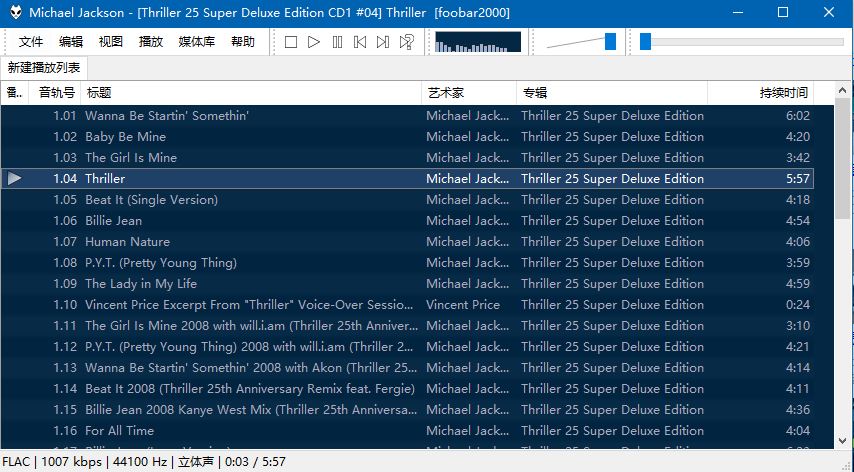 Michael Jackson - [Thriller 25 Super Deluxe Edition CD1 #04] Thriller [foobar2000]
文件 编辑 视图 播放 媒体库 帮助
新建播放列表
音轨号 标题 艺术家 专辑 持续时间
1.01 Wanna Be Startin' Somethin' Michael Jack... Thriller 25 Super Deluxe Edition 6:02
1.02 Baby Be Mine Michael Jack... Thriller 25 Super Deluxe Edition 4:20
1.03 The Girl Is Mine Michael Jack... Thriller 25 Super Deluxe Edition 3:42
1.04 Thriller Michael Jack... Thriller 25 Super Deluxe Edition 5:57
1.05 Beat It (Single Version) Michael Jack... Thriller 25 Super Deluxe Edition 4:18
1.06 Billie Jean Michael Jack... Thriller 25 Super Deluxe Edition 4:54
1.07 Human Nature Michael Jack... Thriller 25 Super Deluxe Edition 4:06
1.08 P.Y.T. (Pretty Young Thing) Michael Jack... Thriller 25 Super Deluxe Edition 3:59
1.09 The Lady in My Life Michael Jack... Thriller 25 Super Deluxe Edition 4:59
1.10 Vincent Price Excerpt From "Thriller" Voice-Over Sessio... Vincent Price Thriller 25 Super Deluxe Edition 0:24
1.11 The Girl Is Mine 2008 with will.i.am (Thriller 25th Anniver... Michael Jack... Thriller 25 Super Deluxe Edition 3:10
1.12 P.Y.T. (Pretty Young Thing) 2008 with will.i.am (Thriller 2... Michael Jack... Thriller 25 Super Deluxe Edition 4:21
1.13 Wanna Be Startin' Somethin' 2008 with Akon (Thriller 25... Michael Jack... Thriller 25 Super Deluxe Edition 4:14
1.14 Beat It 2008 (Thriller 25th Anniversary Remix feat. Fergie) Michael Jack... Thriller 25 Super Deluxe Edition 4:11
1.15 Billie Jean 2008 Kanye West Mix (Thriller 25th Anniversa... Michael Jack... Thriller 25 Super Deluxe Edition 4:36
1.16 For All Time Michael Jack... Thriller 25 Super Deluxe Edition 4:04
FLAC | 1007 kbps | 44100 Hz | 立体声 | 0:03 / 5:57